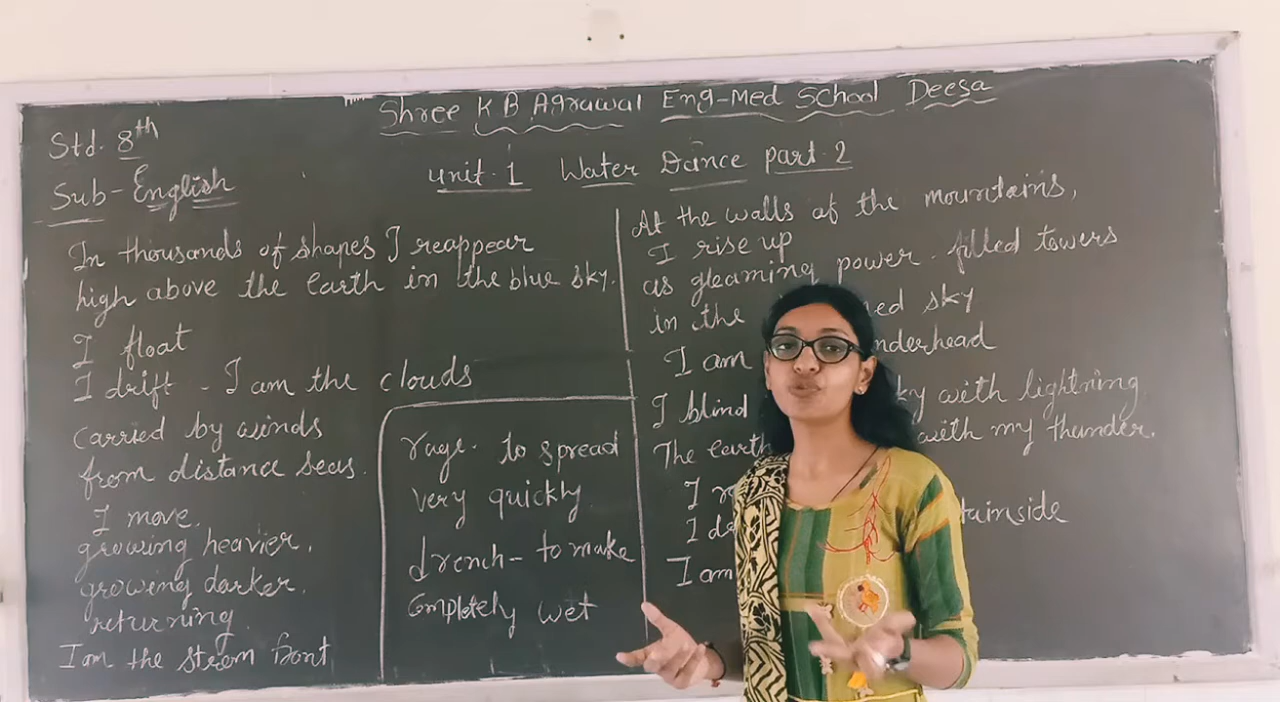 Shree K B Agrawal Eng-Med School Deesa
Std. 8th
Sub- English
unit. 1 Water Dance part. 2
In thousands of shapes I reappear
high above the earth in the blue sky.
I float
I drift - I am the clouds
carried by winds
from distance seas.
I move.
growing heavier.
growing darker.
returning.
I am the strom front
rage. to spread
very quickly
drench- to make
completely wet
At the walls of the mountains,
I rise up
as gleaming power. filled towers
in the ed sky
I am nderhead
I blind ky with lightning
The earth with my thunder.
I
I tainside
I am